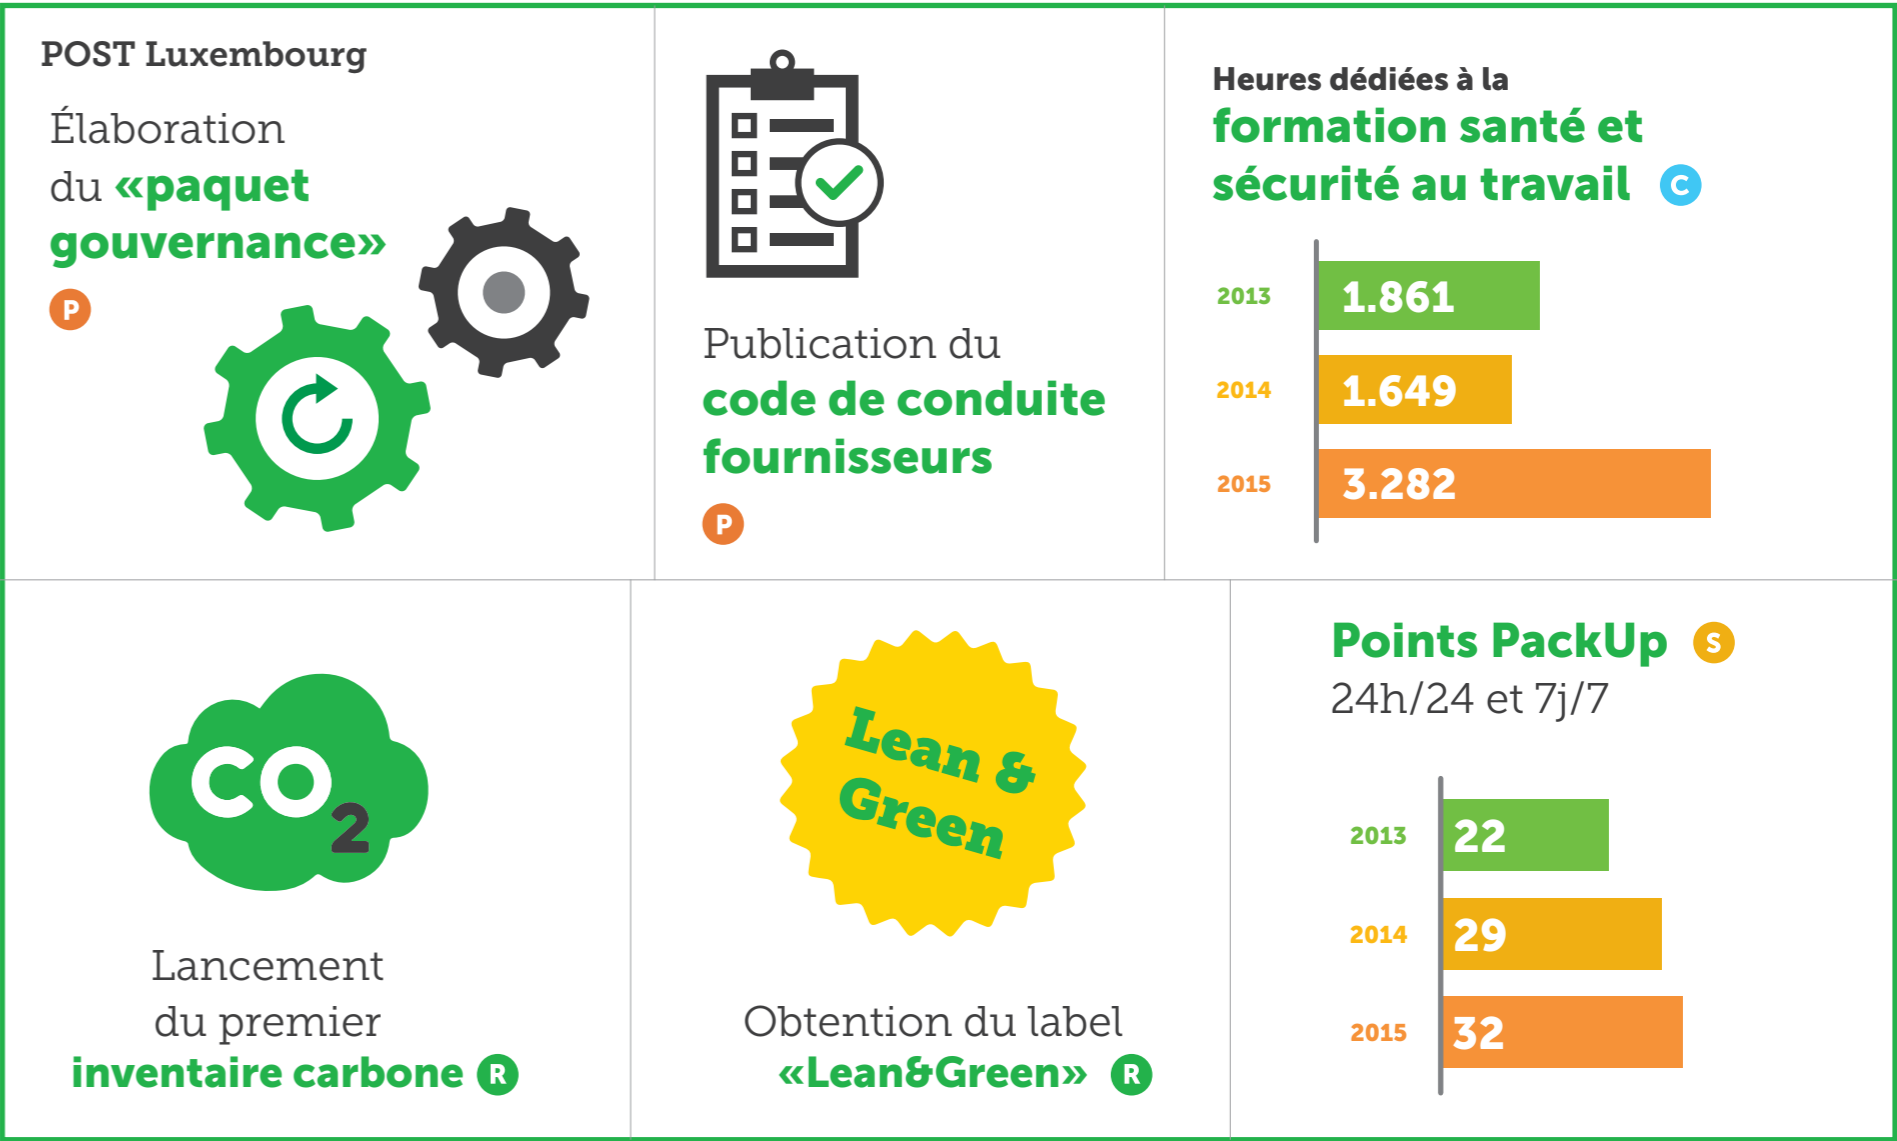 POST Luxembourg
Élaboration
du «paquet
gouvernance»
P
Publication du
code de conduite
fournisseurs
P
Heures dédiées à la
formation santé et
sécurité au travail C
2013 1.861
2014 1.649
2015 3.282
CO2
Lancement
du premier
inventaire carbone R
Lean &
Green
Obtention du label
«Lean&Green» R
Points PackUp S
24h/24 et 7j/7
2013 22
2014 29
2015 32